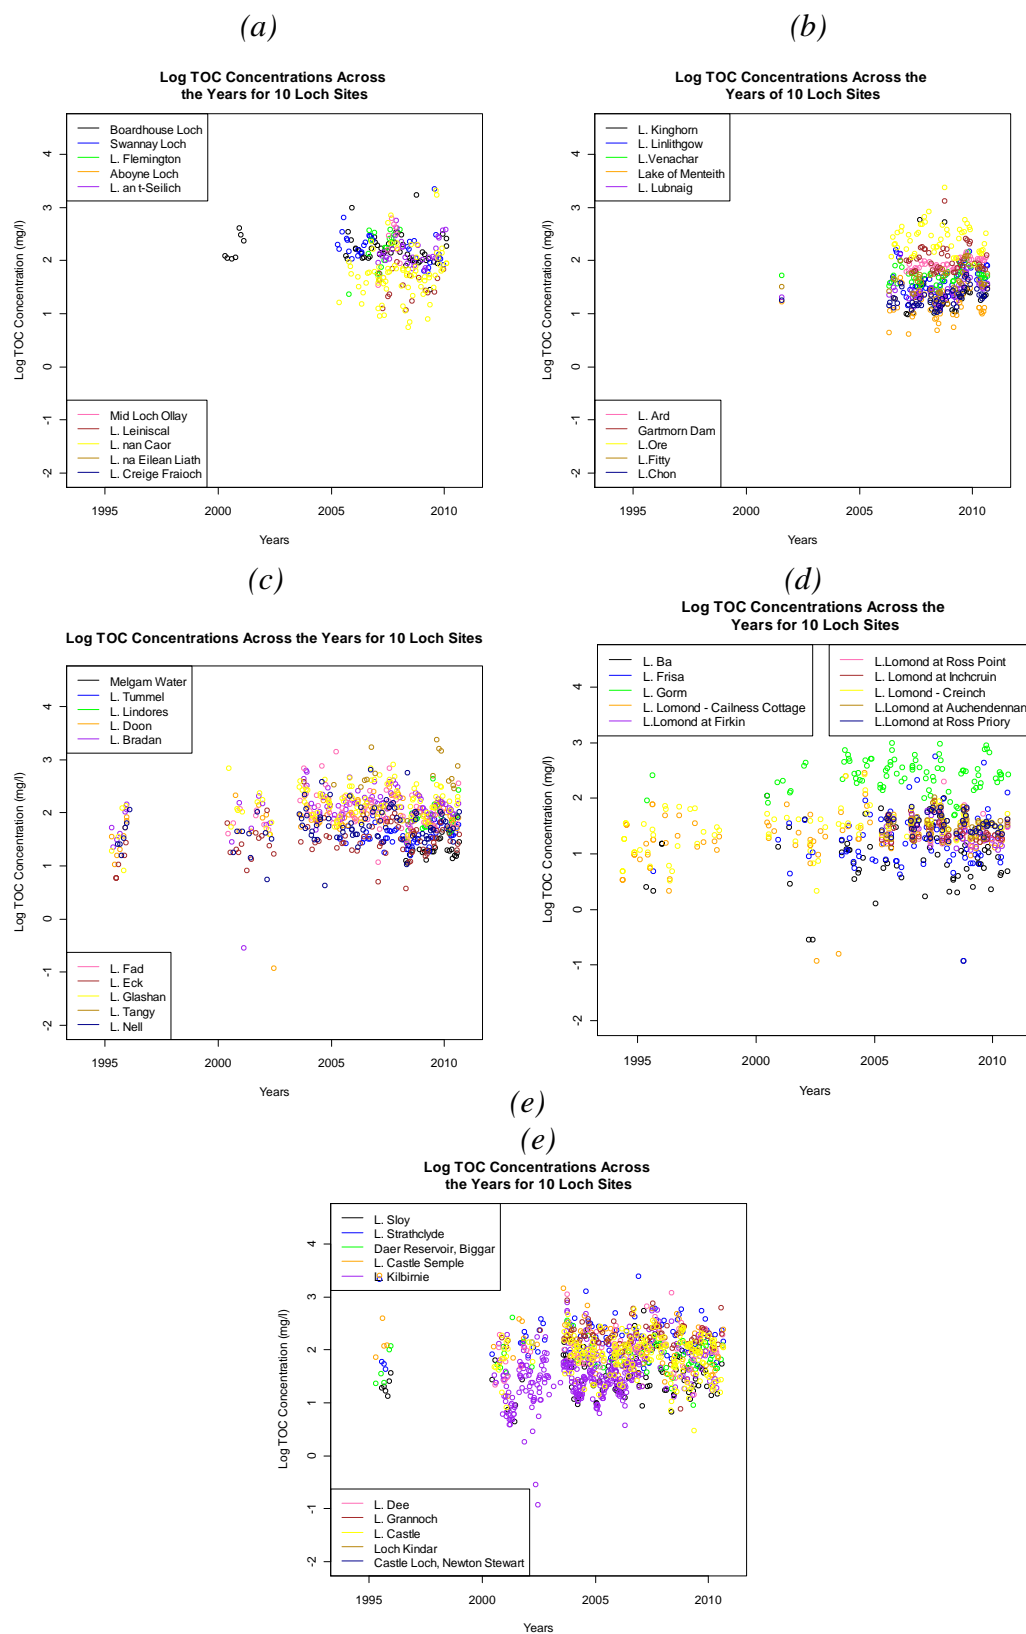 (a)
Log TOC Concentrations Across
the Years for 10 Loch Sites
Boardhouse Loch
Swannay Loch
L. Flemington
Aboyne Loch
L. an t-Seilich
Log TOC Concentration (mg/l)
4
3
2
1
0
-1
-2
Mid Loch Ollay
L. Leiniscal
L. nan Caor
L. na Eilean Liath
L. Creige Fraioch
1995
2000
2005
2010
Years
(b)
Log TOC Concentrations Across the
Years of 10 Loch Sites
L. Kinghorn
L. Linlithgow
L.Venachar
Lake of Menteith
L. Lubnaig
Log TOC Concentration (mg/l)
4
3
2
1
0
-1
-2
L. Ard
Gartmorn Dam
L.Ore
L.Fitty
L.Chon
1995
2000
2005
2010
Years
(c)
Log TOC Concentrations Across the Years for 10 Loch Sites
Melgam Water
L. Tummel
L. Lindores
L. Doon
L. Bradan
Log TOC Concentration (mg/l)
4
3
2
1
0
-1
-2
L. Fad
L. Eck
L. Glashan
L. Tangy
L. Nell
1995
2000
2005
2010
Years
(d)
Log TOC Concentrations Across the
Years for 10 Loch Sites
L. Ba
L. Frisa
L. Gorm
L. Lomond - Cailness Cottage
L.Lomond at Firkin
L.Lomond at Ross Point
L. Lomond at Inchcruin
L. Lomond - Creinch
L.Lomond at Auchendennan
L.Lomond at Ross Priory
Log TOC Concentration (mg/l)
4
3
2
1
0
-1
-2
1995
2000
2005
2010
Years
(e)
(e)
Log TOC Concentrations Across
the Years for 10 Loch Sites
L. Sloy
L. Strathclyde
Daer Reservoir, Biggar
L. Castle Semple
L. Kilbirnie
Log TOC Concentration (mg/l)
4
3
2
1
0
-1
-2
L. Dee
L. Grannoch
L. Castle
Loch Kindar
Castle Loch, Newton Stewart
1995
2000
2005
2010
Years